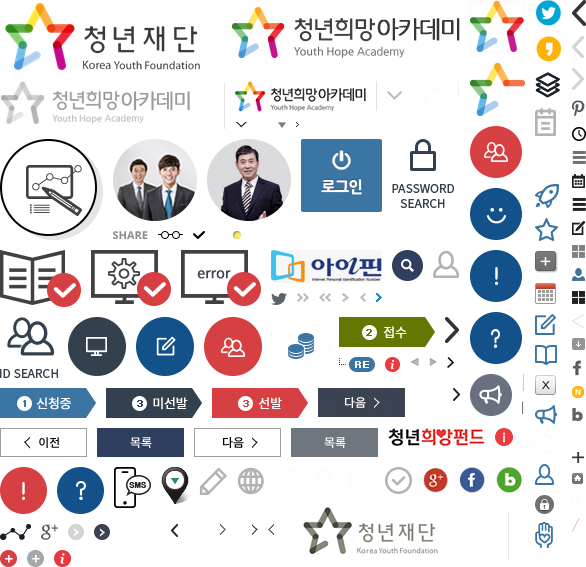 청년재단
Korea Youth Foundation
청년희망아카데미
Youth Hope Academy
청년희망아카데미
Youth Hope Academy
청년희망아카데미
Youth Hope Academy
로그인
PASSWORD
SEARCH
SHARE
error
아이핀
Internet Personal Identification Number
ID SEARCH
2 접수
RE
1 신청중
3 미선발
3 선발
다음
이전
목록
다음
목록
청년희망펀드
SMS
g+
f
b
g+
청년재단
Korea Youth Foundation
X
f
N
b